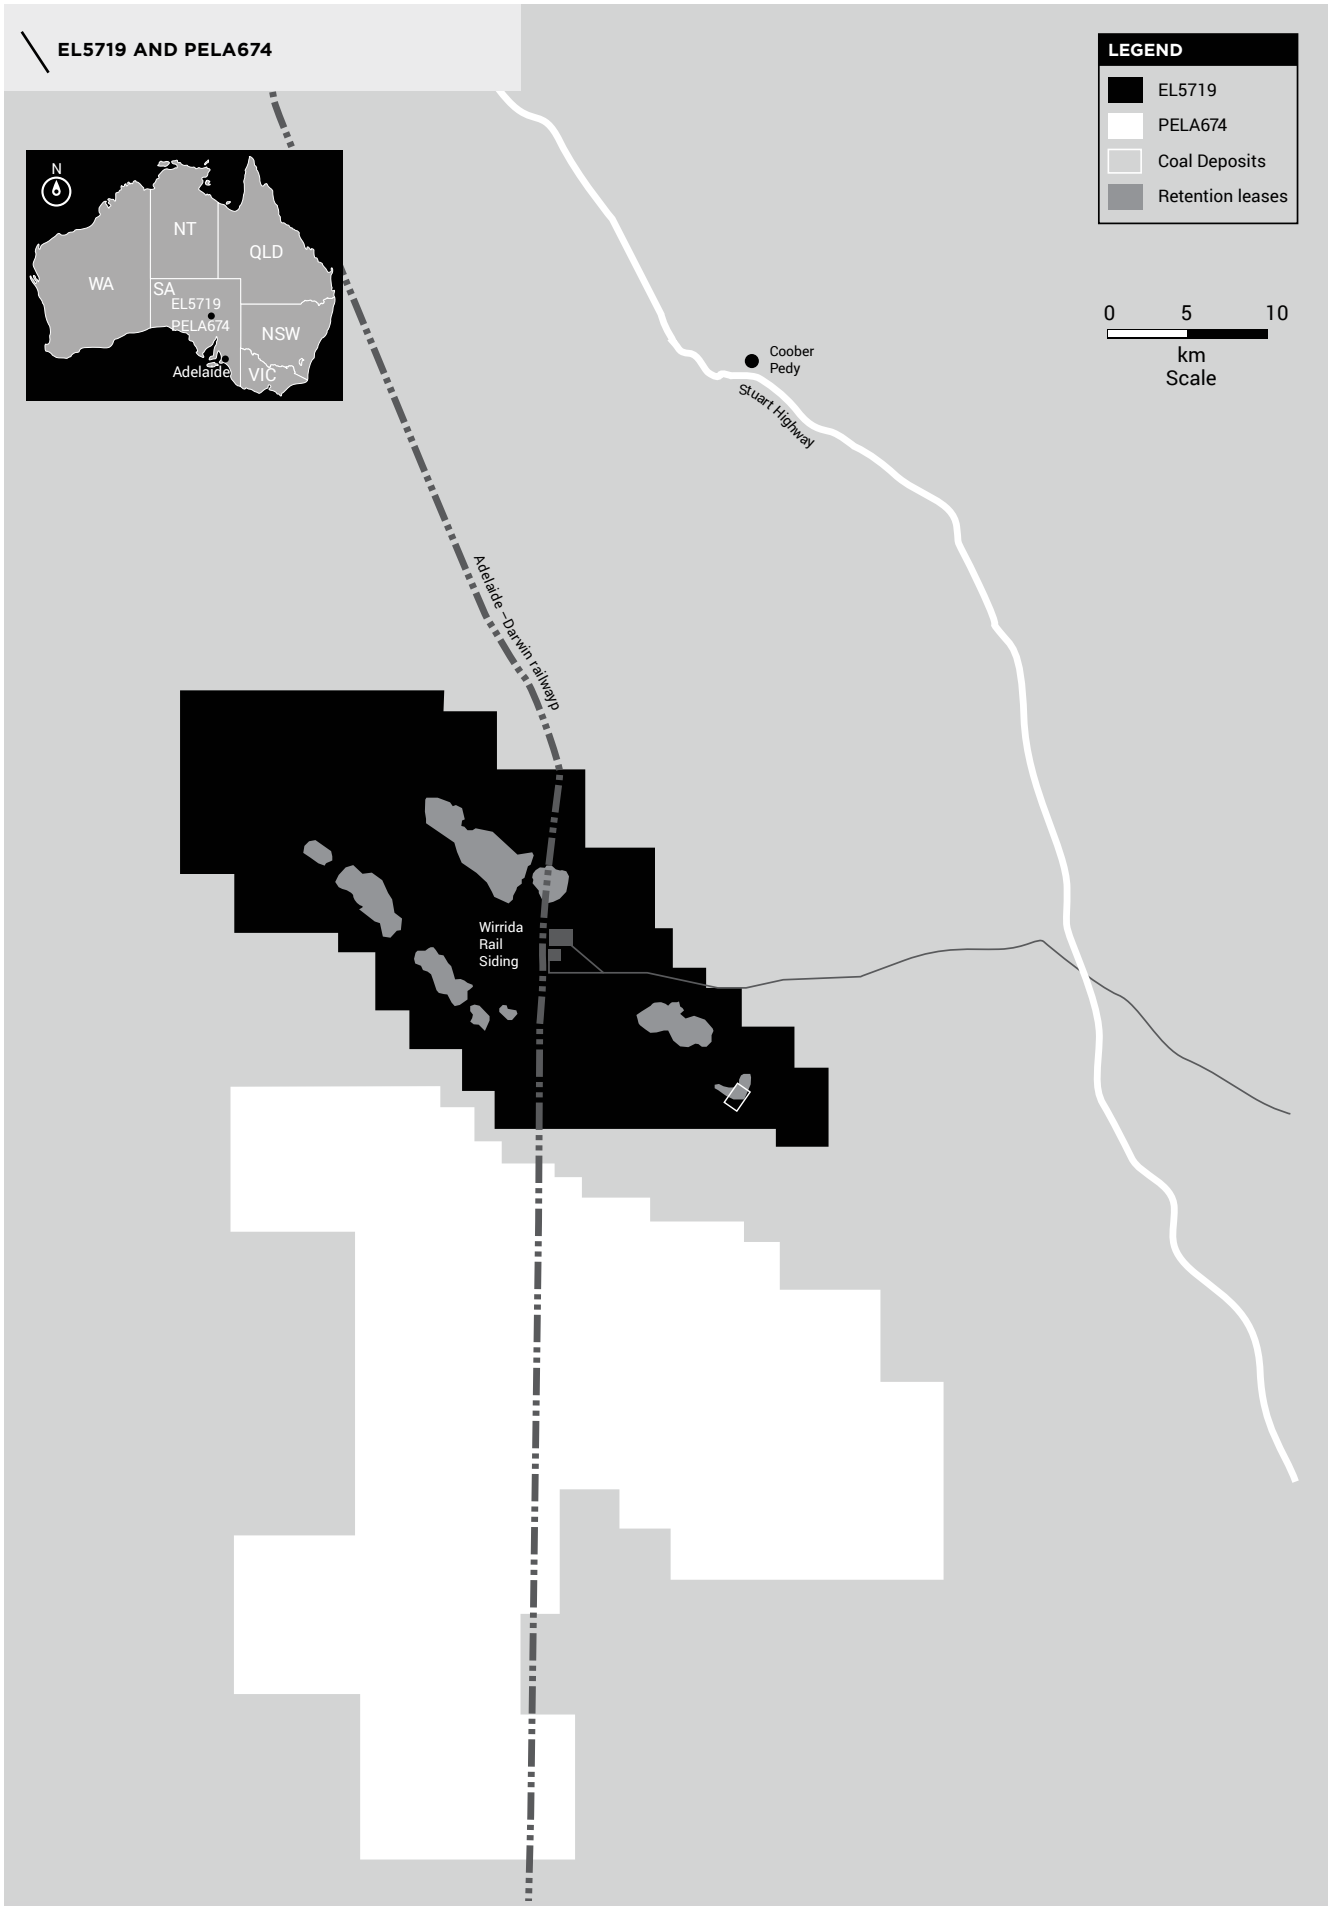 EL5719 AND PELA674
LEGEND
EL5719
PELA674
Coal Deposits
Retention leases
N
NT
QLD
WA
SA
EL5719
PELA674
NSW
Adelaide
VIC
0 5 10
km
Scale
Coober
Pedy
Stuart Highway
Adelaide –Darwin railwayp
Wirrida
Rail
Siding